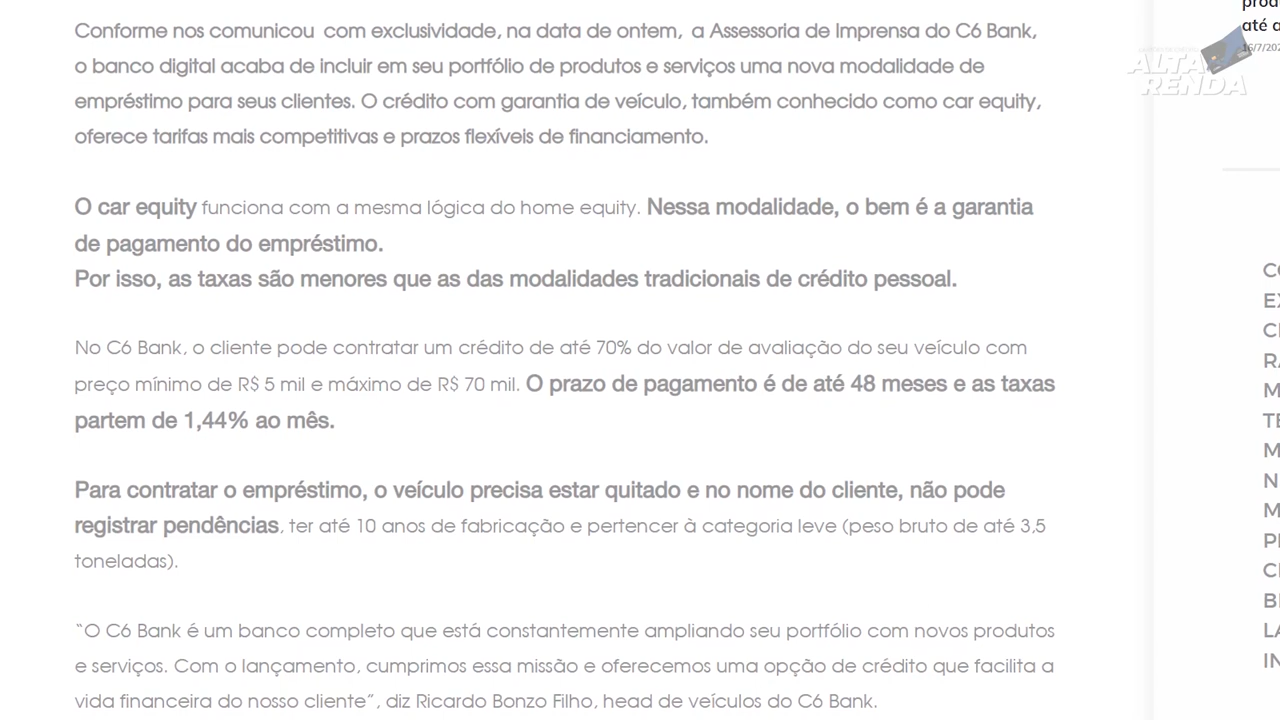 Conforme nos comunicou com exclusividade, na data de ontem, a Assessoria de Imprensa do C6 Bank,
o banco digital acaba de incluir em seu portfólio de produtos e serviços uma nova modalidade de
empréstimo para seus clientes. O crédito com garantia de veículo, também conhecido como car equity,
oferece tarifas mais competitivas e prazos flexíveis de financiamento.
O car equity funciona com a mesma lógica do home equity. Nessa modalidade, o bem é a garantia
de pagamento do empréstimo.
Por isso, as taxas são menores que as das modalidades tradicionais de crédito pessoal.
No C6 Bank, o cliente pode contratar um crédito de até 70% do valor de avaliação do seu veículo com
preço mínimo de R$ 5 mil e máximo de R$ 70 mil. O prazo de pagamento é de até 48 meses e as taxas
partem de 1,44% ao mês.
Para contratar o empréstimo, o veículo precisa estar quitado e no nome do cliente, não pode
registrar pendências, ter até 10 anos de fabricação e pertencer à categoria leve (peso bruto de até 3,5
toneladas).
“O C6 Bank é um banco completo que está constantemente ampliando seu portfólio com novos produtos
e serviços. Com o lançamento, cumprimos essa missão e oferecemos uma opção de crédito que facilita a
vida financeira do nosso cliente”, diz Ricardo Bonzo Filho, head de veículos do C6 Bank.
até
ALTA
RENDA